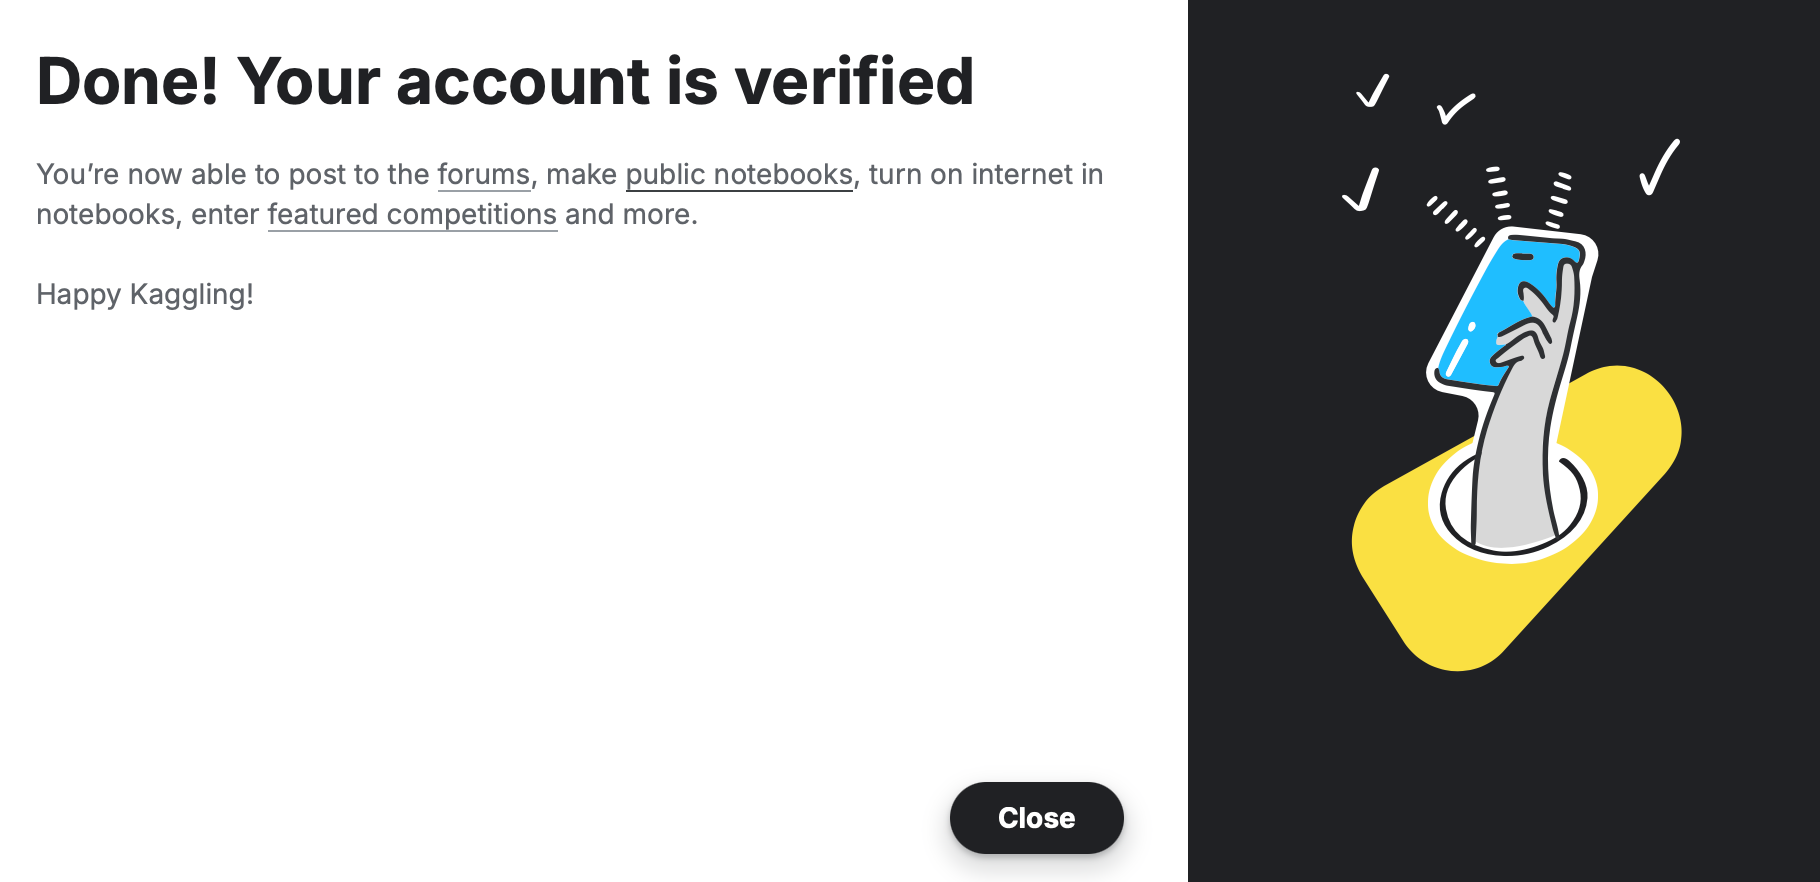 Done! Your account is verified
You’re now able to post to the forums, make public notebooks, turn on internet in
notebooks, enter featured competitions and more.
Happy Kaggling!
Close